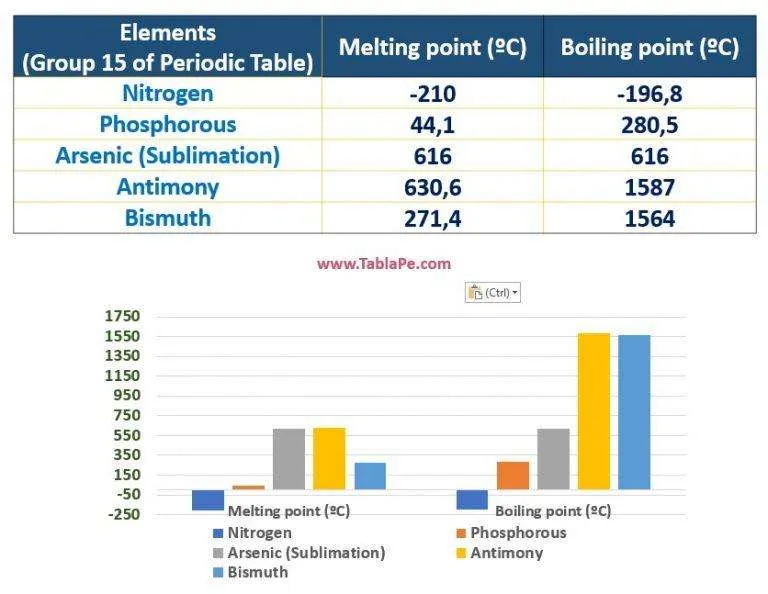 Elements
(Group 15 of Periodic Table) Melting point (ºC) Boiling point (ºC)
Nitrogen -210 -196,8
Phosphorous 44,1 280,5
Arsenic (Sublimation) 616 616
Antimony 630,6 1587
Bismuth 271,4 1564
www.TablaPe.com
(Ctrl)
1750
1550
1350
1150
950
750
550
350
150
-50
-250
Melting point (ºC) Boiling point (ºC)
Nitrogen Phosphorous
Arsenic (Sublimation) Antimony
Bismuth